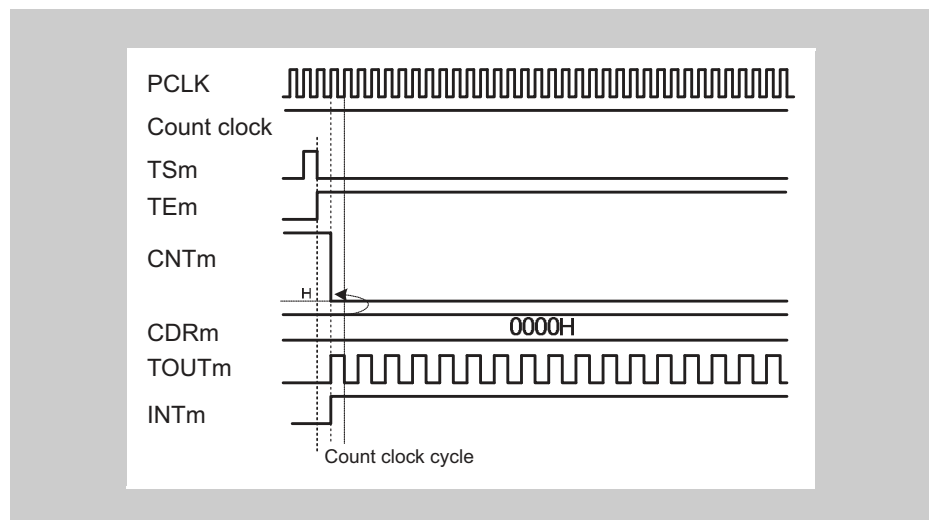 PCLK
Count clock
TSm
TEm
CNTm
H
CDRm
0000H
TOUTm
INTm
Count clock cycle